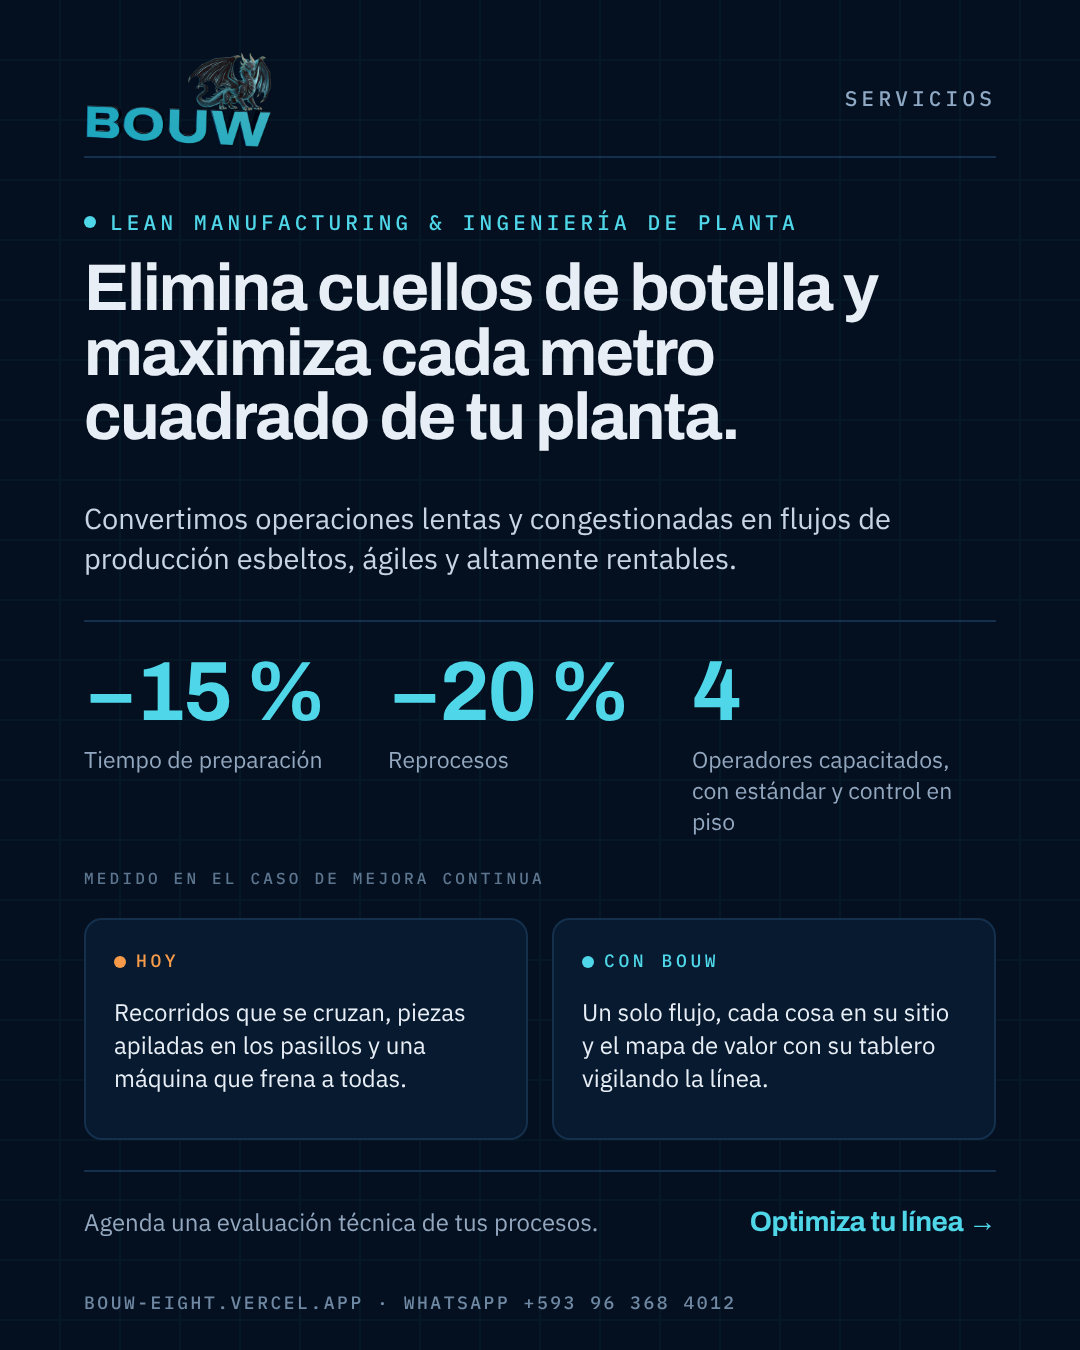 BOUW
SERVICIOS
LEAN MANUFACTURING & INGENIERÍA DE PLANTA
Elimina cuellos de botella y
maximiza cada metro
cuadrado de tu planta.
Convertimos operaciones lentas y congestionadas en flujos de
producción esbeltos, ágiles y altamente rentables.
–15 %
Tiempo de preparación
–20 %
Reprocesos
4
Operadores capacitados,
con estándar y control en
piso
MEDIDO EN EL CASO DE MEJORA CONTINUA
HOY
Recorridos que se cruzan, piezas
apiladas en los pasillos y una
máquina que frena a todas.
CON BOUW
Un solo flujo, cada cosa en su sitio
y el mapa de valor con su tablero
vigilando la línea.
Agenda una evaluación técnica de tus procesos.
Optimiza tu línea →
BOUW-EIGHT.VERCEL.APP · WHATSAPP +593 96 368 4012